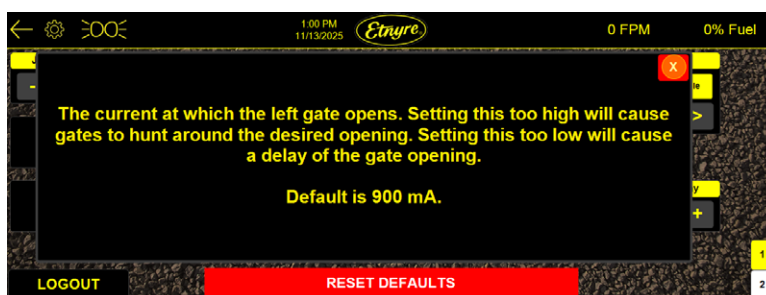 1:00 PM
11/13/2025
Etnyre
0 FPM
0% Fuel
X
The current at which the left gate opens. Setting this too high will cause
gates to hunt around the desired opening. Setting this too low will cause
a delay of the gate opening.
Default is 900 mA.
-
>
+
1
2
LOGOUT
RESET DEFAULTS